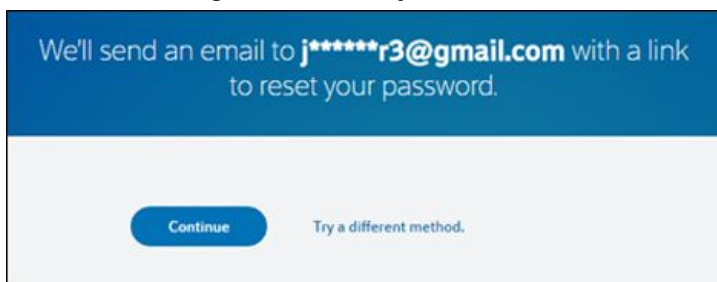 We'll send an email to j******r3@gmail.com with a link
to reset your password.
Continue
Try a different method.